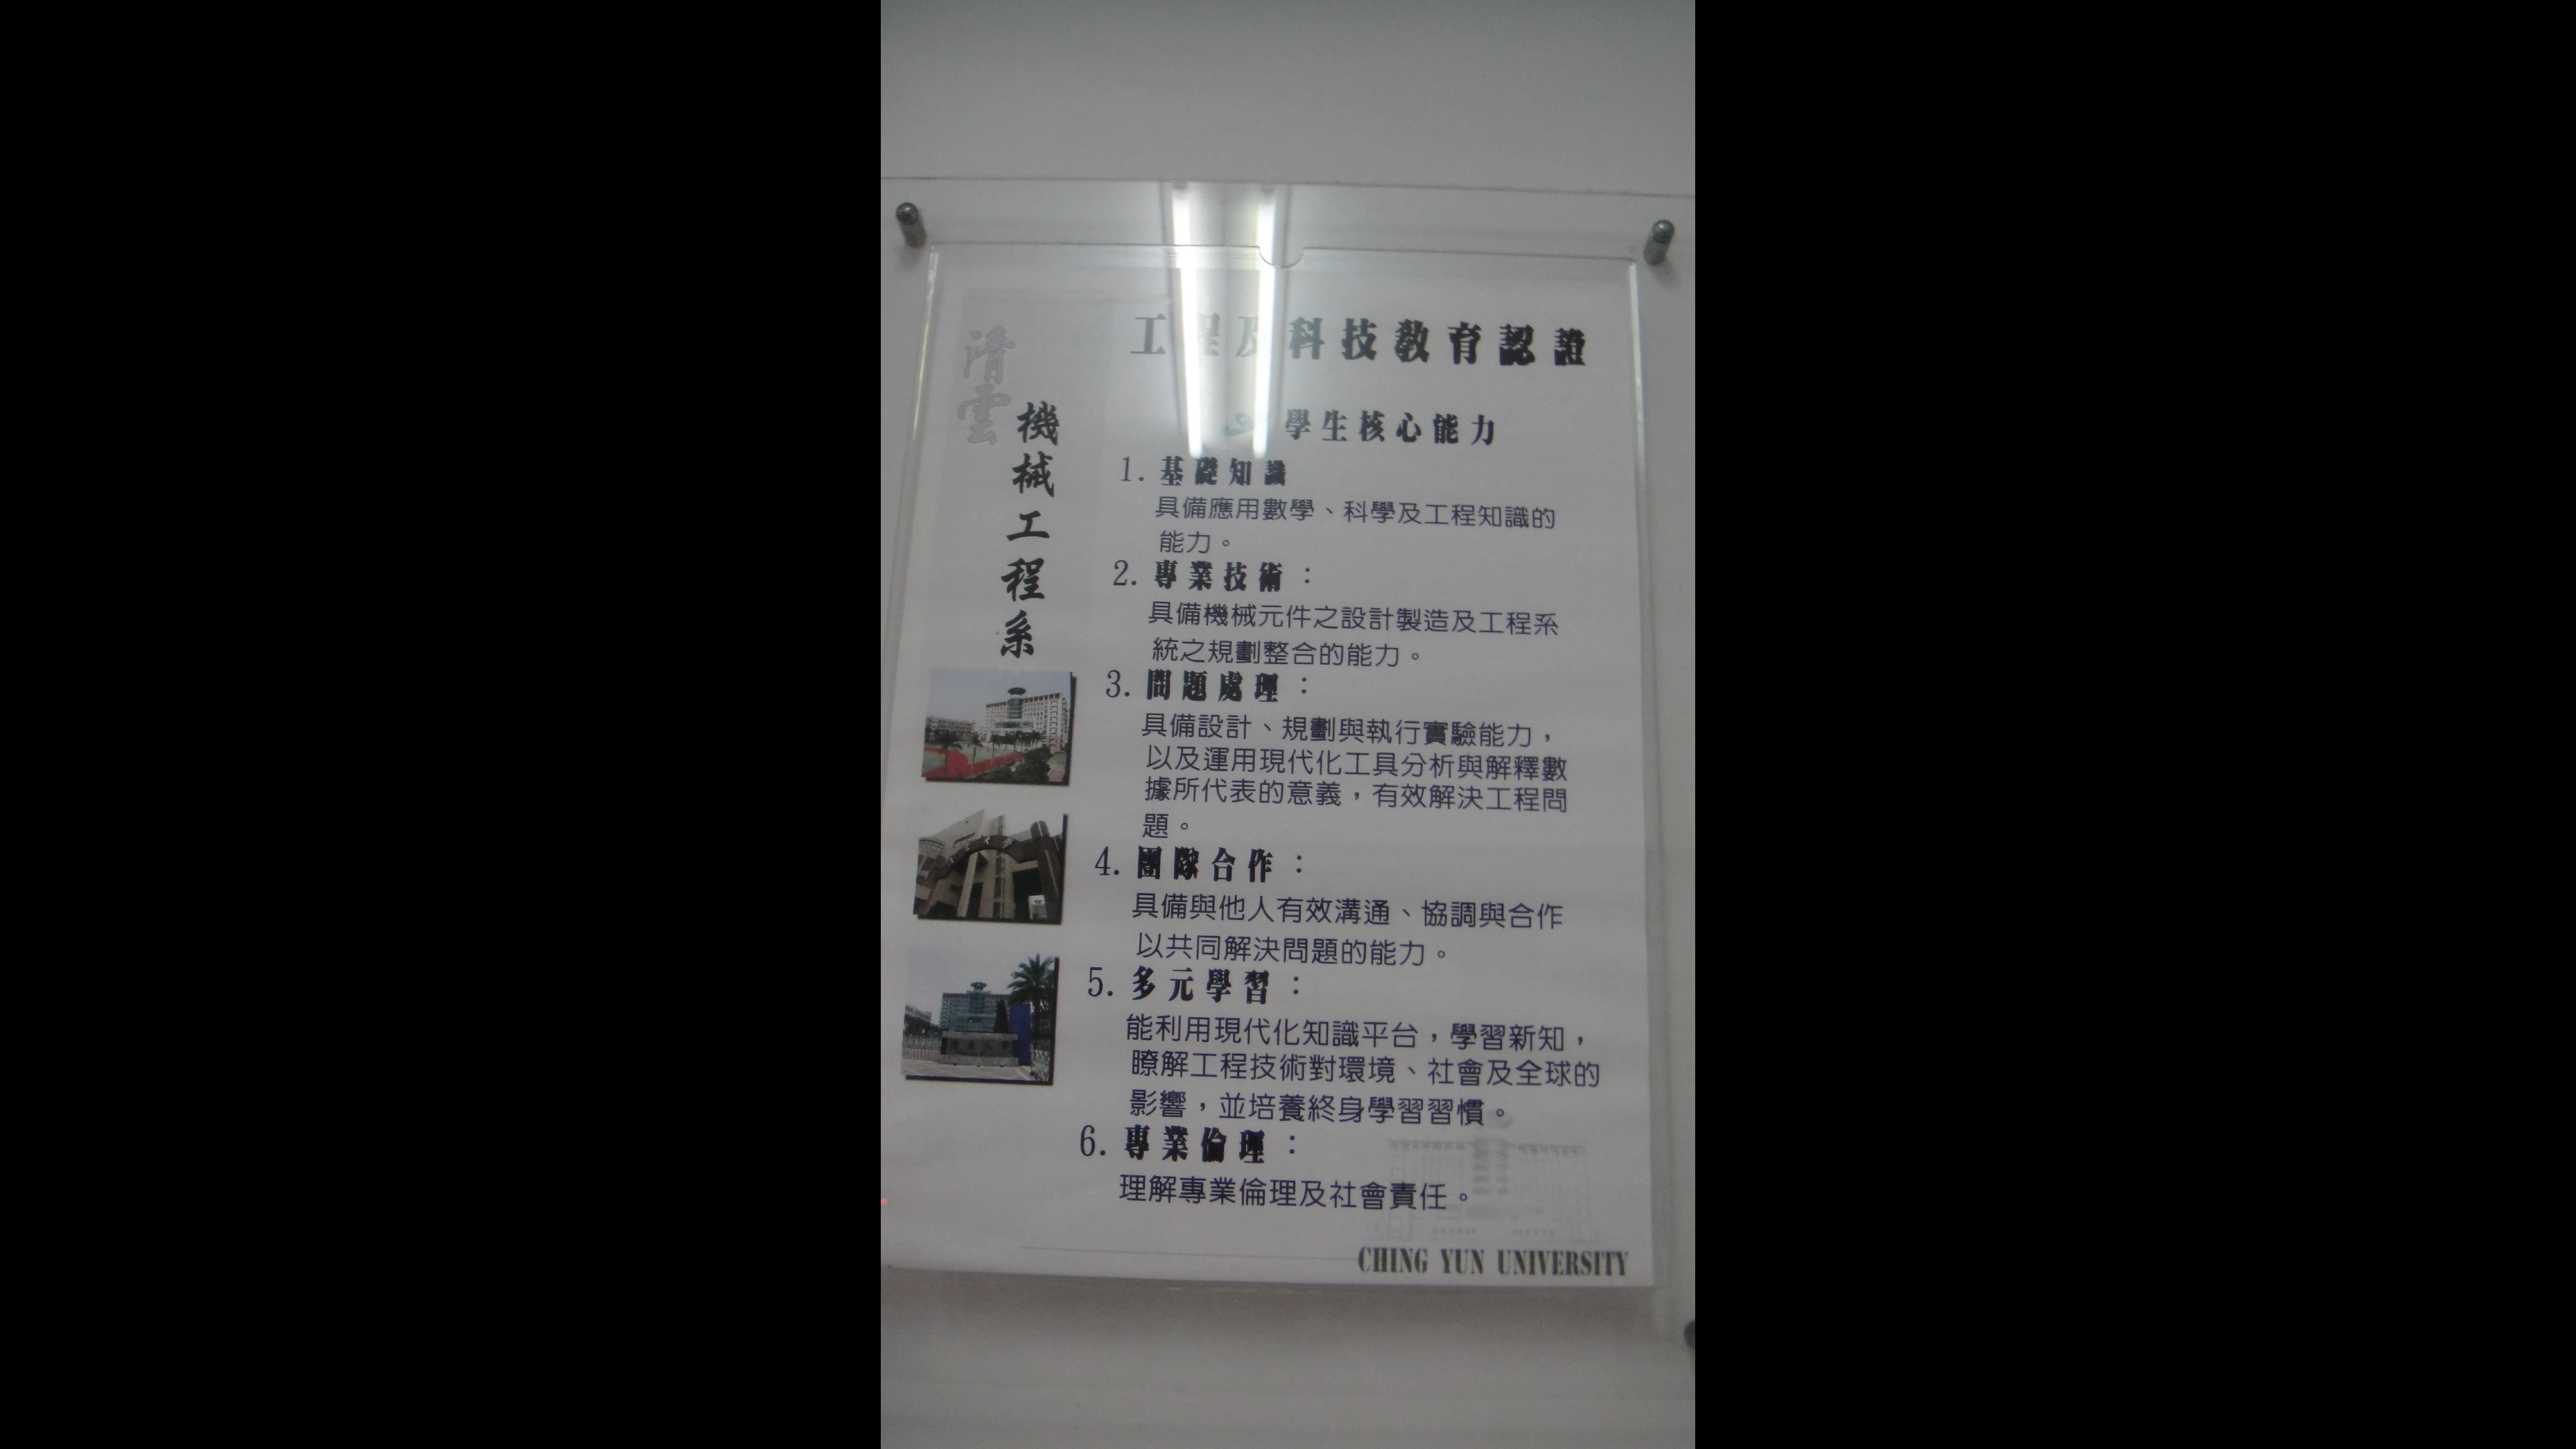 工程及科技教育認證
清雲
機械工程系
學生核心能力
1. 基礎知識
具備應用數學、科學及工程知識的
能力。
2. 專業技術：
具備機械元件之設計製造及工程系
統之規劃整合的能力。
3. 問題處理：
具備設計、規劃與執行實驗能力，
以及運用現代化工具分析與解釋數
據所代表的意義，有效解決工程問
題。
4. 團隊合作：
具備與他人有效溝通、協調與合作
以共同解決問題的能力。
5. 多元學習：
能利用現代化知識平台，學習新知，
瞭解工程技術對環境、社會及全球的
影響，並培養終身學習習慣。
6. 專業倫理：
理解專業倫理及社會責任。
CHING YUN UNIVERSITY